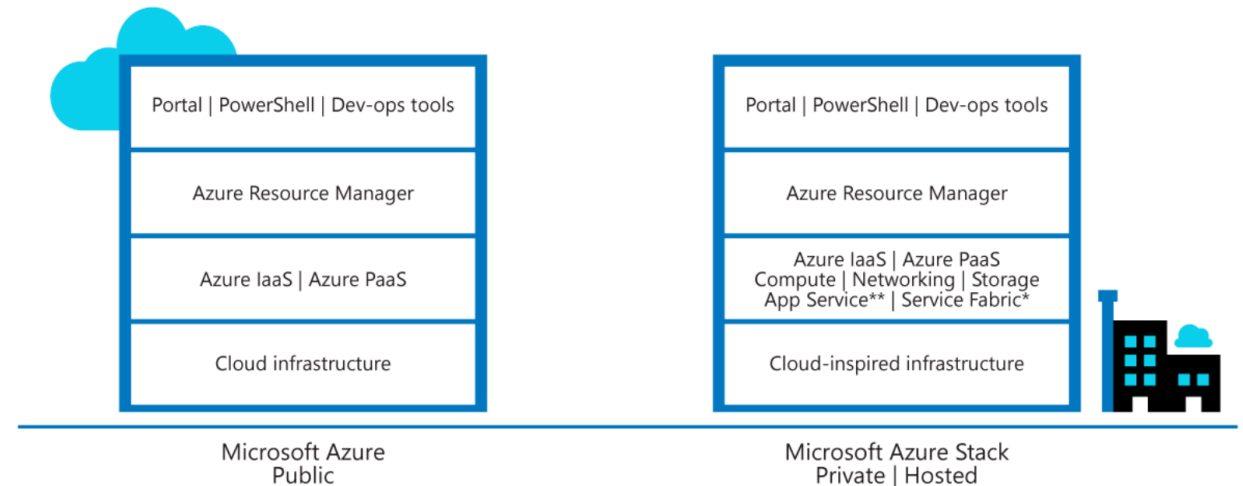 Portal | PowerShell | Dev-ops tools
Azure Resource Manager
Azure IaaS | Azure PaaS
Cloud infrastructure
Microsoft Azure
Public
Portal | PowerShell | Dev-ops tools
Azure Resource Manager
Azure IaaS | Azure PaaS
Compute | Networking | Storage
App Service** | Service Fabric*
Cloud-inspired infrastructure
Microsoft Azure Stack
Private | Hosted